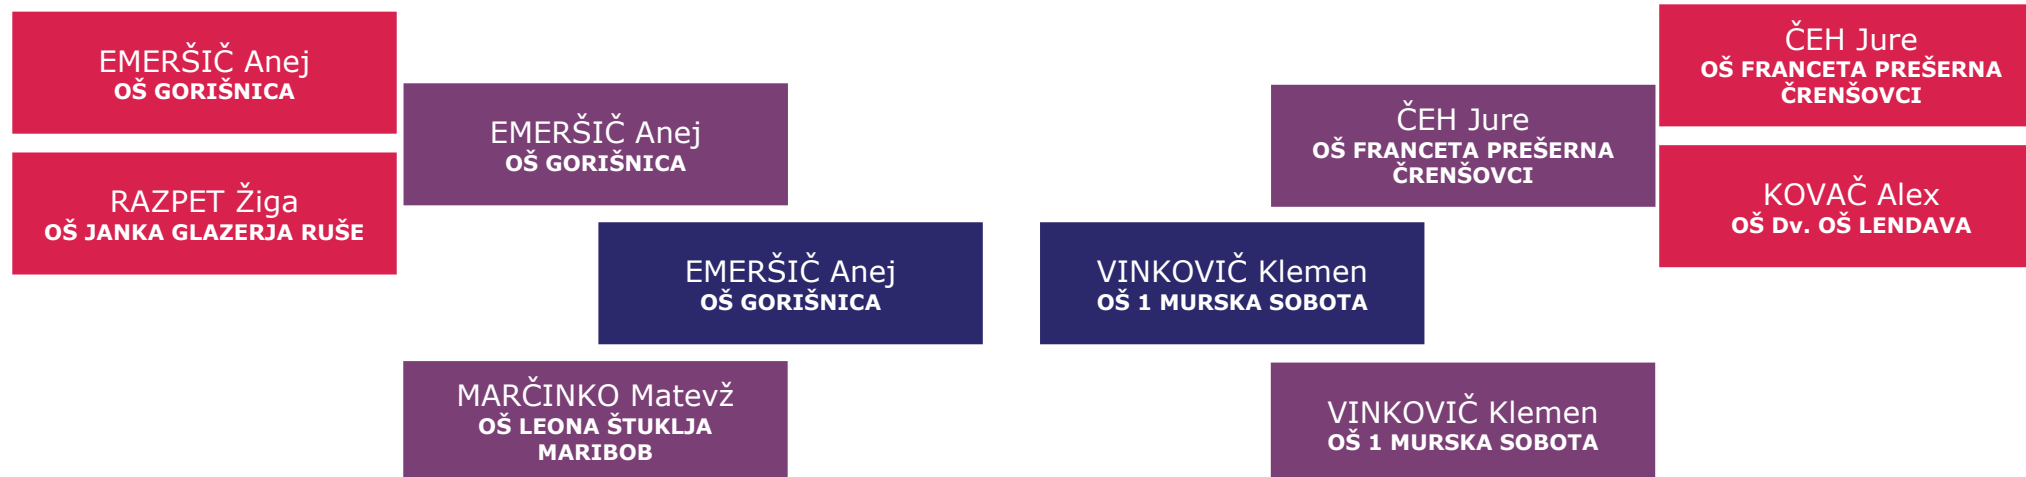 EMERŠIČ Anej
OŠ GORIŠNICA
RAZPET Žiga
OŠ JANKA GLAZERJA RUŠE
EMERŠIČ Anej
OŠ GORIŠNICA
EMERŠIČ Anej
OŠ GORIŠNICA
MARČINKO Matevž
OŠ LEONA ŠTUKLJA
MARIBOB
ČEH Jure
OŠ FRANCETA PREŠERNA
ČRENŠOVCI
KOVAČ Alex
OŠ Dv. OŠ LENDAVA
ČEH Jure
OŠ FRANCETA PREŠERNA
ČRENŠOVCI
VINKOVIČ Klemen
OŠ 1 MURSKA SOBOTA
VINKOVIČ Klemen
OŠ 1 MURSKA SOBOTA